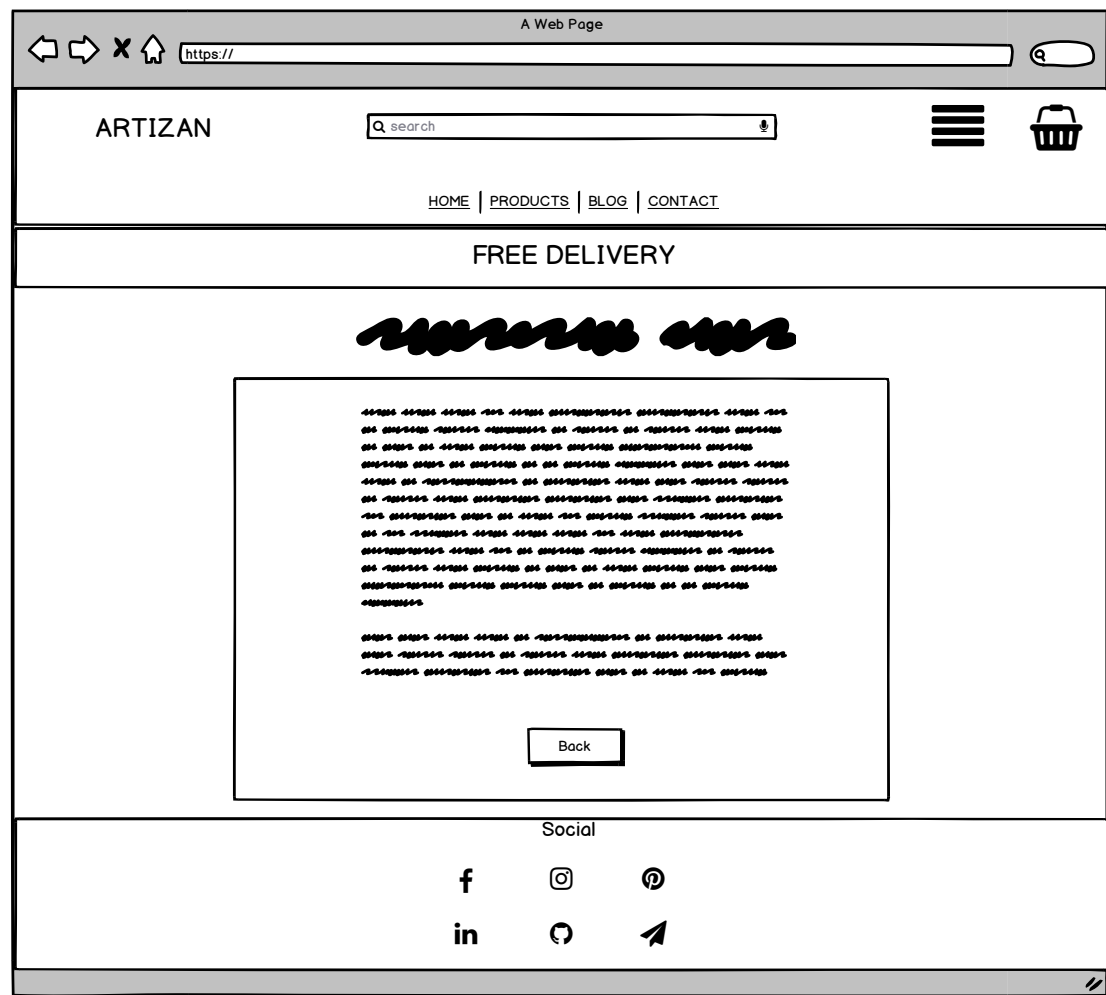 A Web Page
https://
ARTIZAN
search
HOME | PRODUCTS | BLOG | CONTACT
FREE DELIVERY
Back
Social